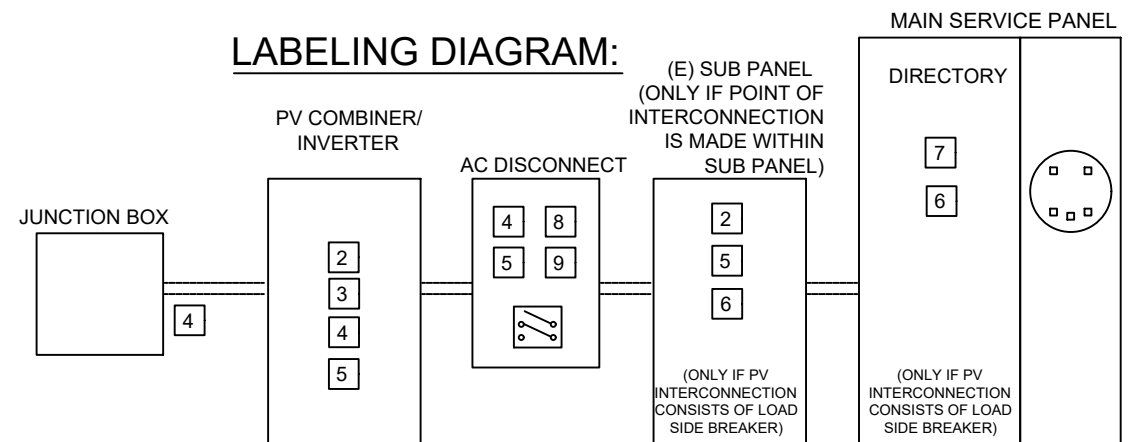 LABELING DIAGRAM:
JUNCTION BOX
4
PV COMBINER/
INVERTER
2
3
4
5
AC DISCONNECT
4 8
5 9
(E) SUB PANEL
(ONLY IF POINT OF
INTERCONNECTION
IS MADE WITHIN
SUB PANEL)
2
5
6
(ONLY IF PV
INTERCONNECTION
CONSISTS OF LOAD
SIDE BREAKER)
MAIN SERVICE PANEL
DIRECTORY
7
6
(ONLY IF PV
INTERCONNECTION
CONSISTS OF LOAD
SIDE BREAKER)